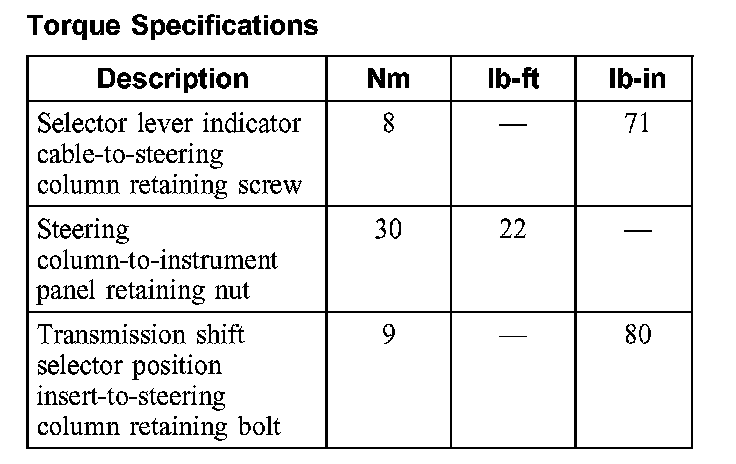 Torque Specifications
Description Nm lb-ft lb-in
Selector lever indicator 8 — 71
cable-to-steering
column retaining screw
Steering 30 22 —
column-to-instrument
panel retaining nut
Transmission shift 9 — 80
selector position
insert-to-steering
column retaining bolt